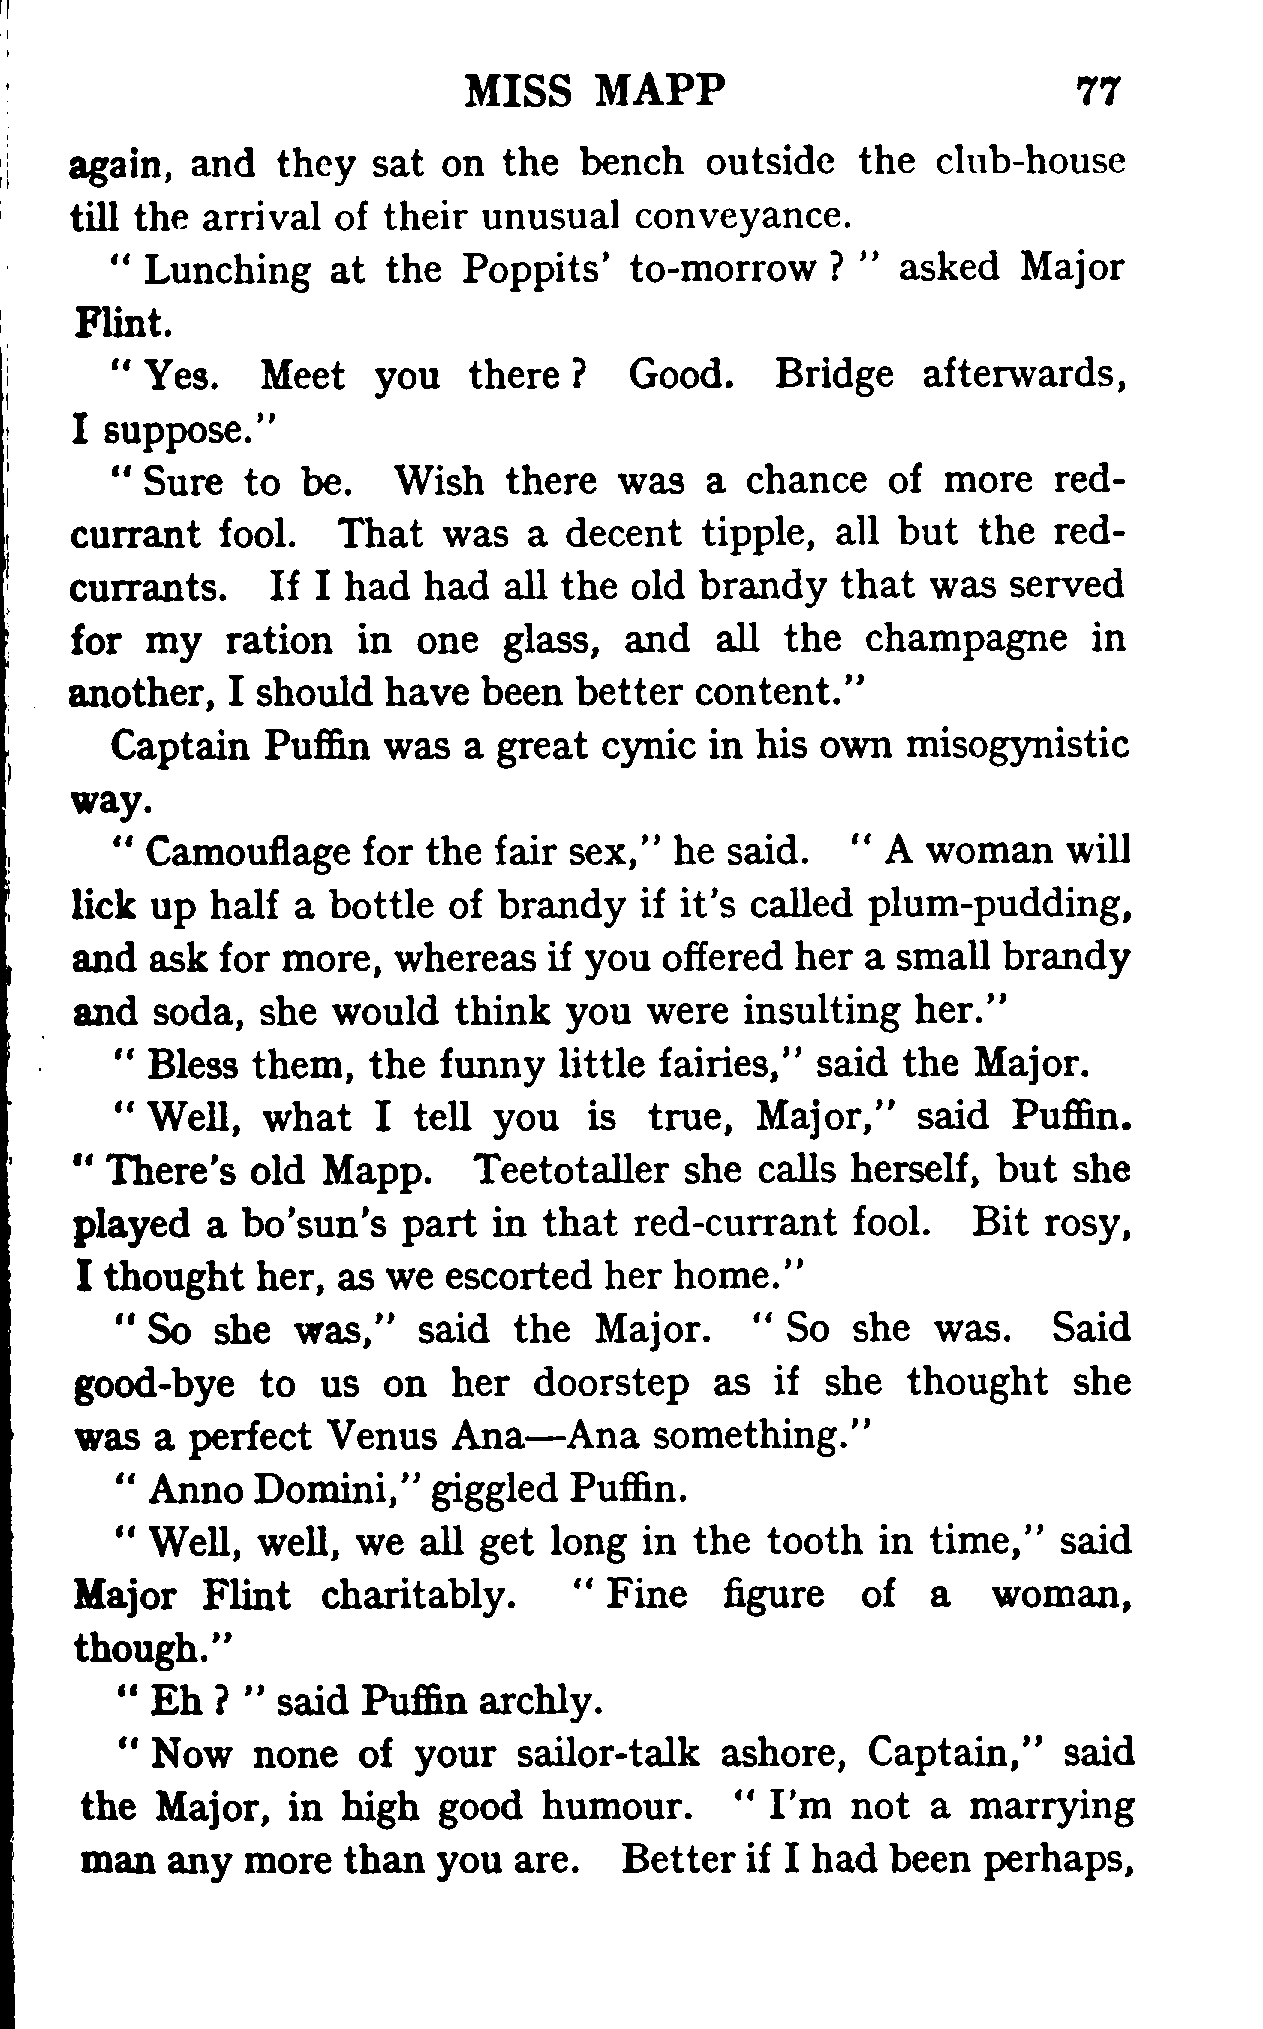 MISS MAPP 77
again, and they sat on the bench outside the club-house
till the arrival of their unusual conveyance.
" Lunching at the Poppits' to-morrow ? " asked Major
Flint.
" Yes. Meet you there ? Good. Bridge afterwards,
I suppose."
" Sure to be. Wish there was a chance of more red-
currant fool. That was a decent tipple, all but the red-
currants. If I had had all the old brandy that was served
for my ration in one glass, and all the champagne in
another, I should have been better content."
Captain Puffin was a great cynic in his own misogynistic
way.
" Camouflage for the fair sex," he said. " A woman will
lick up half a bottle of brandy if it's called plum-pudding,
and ask for more, whereas if you offered her a small brandy
and soda, she would think you were insulting her."
" Bless them, the funny little fairies," said the Major.
" Well, what I tell you is true, Major," said Puffin.
" There's old Mapp. Teetotaller she calls herself, but she
played a bo'sun's part in that red-currant fool. Bit rosy,
I thought her, as we escorted her home."
" So she was," said the Major. " So she was. Said
good-bye to us on her doorstep as if she thought she
was a perfect Venus Ana—Ana something."
" Anno Domini," giggled Puffin.
" Well, well, we all get long in the tooth in time," said
Major Flint charitably. " Fine figure of a woman,
though."
" Eh ? " said Puffin archly.
" Now none of your sailor-talk ashore, Captain," said
the Major, in high good humour. " I'm not a marrying
man any more than you are. Better if I had been perhaps,